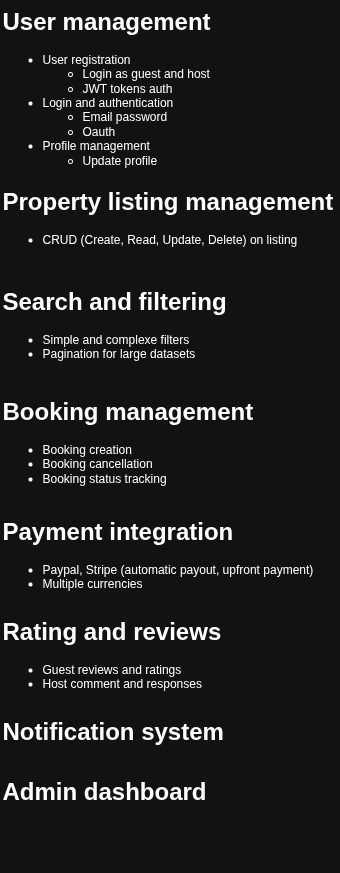 User management
User registration
Login as guest and host
JWT tokens auth
Login and authentication
Email password
Oauth
Profile management
Update profile
Property listing management
CRUD (Create, Read, Update, Delete) on listing
Search and filtering
Simple and complexe filters
Pagination for large datasets
Booking management
Booking creation
Booking cancellation
Booking status tracking
Payment integration
Paypal, Stripe (automatic payout, upfront payment)
Multiple currencies
Rating and reviews
Guest reviews and ratings
Host comment and responses
Notification system
Admin dashboard